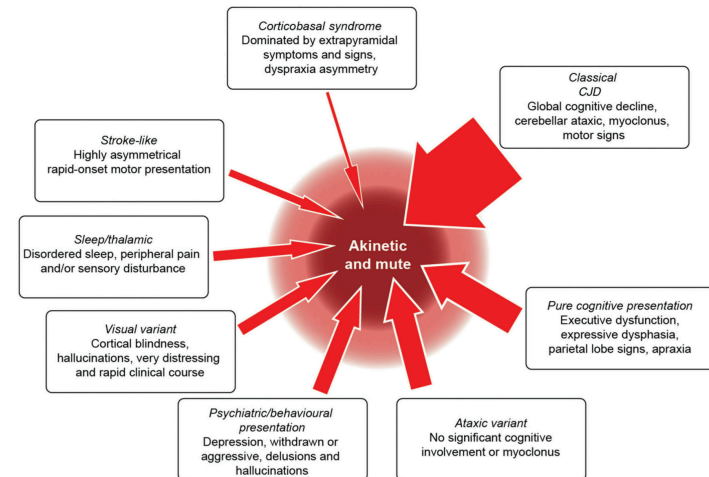 Corticobasal syndrome
Dominated by extrapyramidal
symptoms and signs,
dyspraxia asymmetry
Classical
CJD
Global cognitive decline,
cerebellar ataxic, myoclonus,
motor signs
Stroke-like
Highly asymmetrical
rapid-onset motor presentation
Sleep/thalamic
Disordered sleep, peripheral pain
and/or sensory disturbance
Akinetic
and mute
Visual variant
Cortical blindness,
hallucinations, very distressing
and rapid clinical course
Pure cognitive presentation
Executive dysfunction,
expressive dysphasia,
parietal lobe signs, apraxia
Psychiatric/behavioural
presentation
Depression, withdrawn or
aggressive, delusions and
hallucinations
Ataxic variant
No significant cognitive
involvement or myoclonus